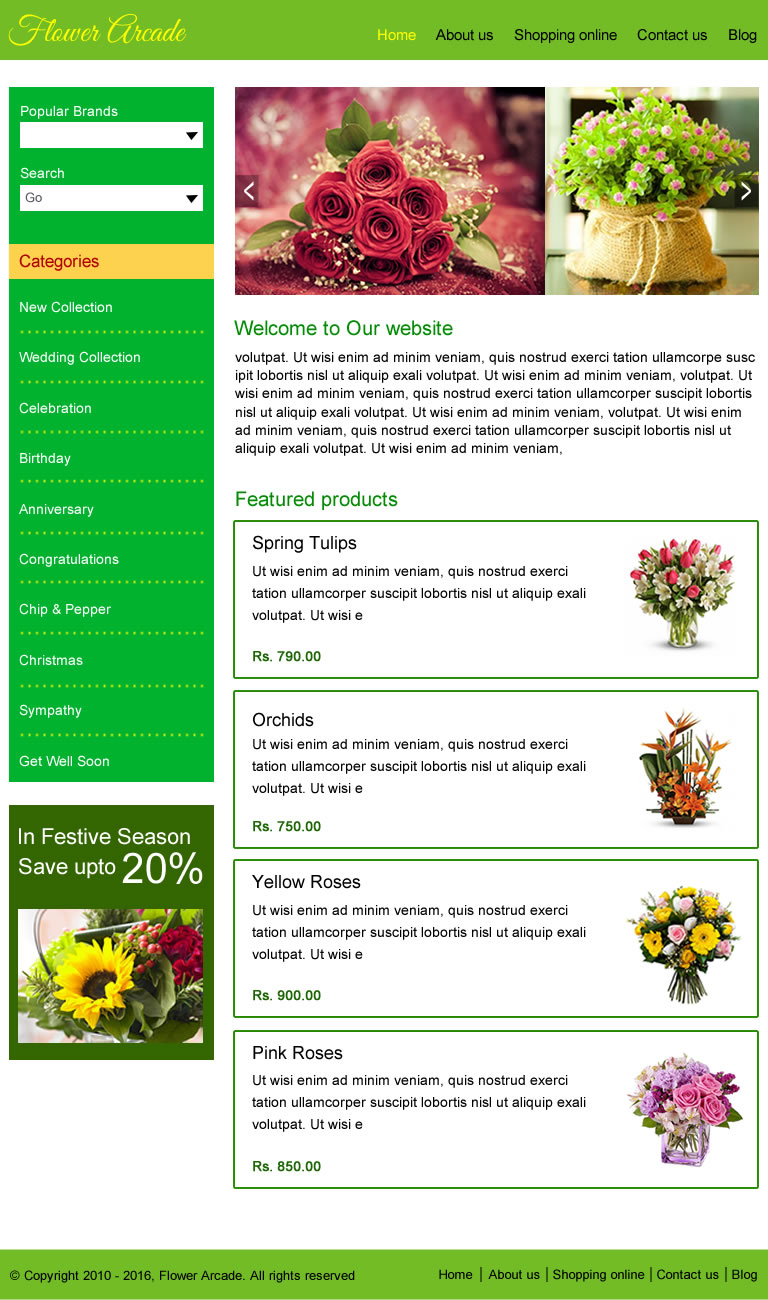 Flower Arcade
Home About us Shopping online Contact us Blog
Popular Brands
Search
Go
Categories
New Collection
Wedding Collection
Celebration
Birthday
Anniversary
Congratulations
Chip & Pepper
Christmas
Sympathy
Get Well Soon
In Festive Season
Save upto 20%
Welcome to Our website
volutpat. Ut wisi enim ad minim veniam, quis nostrud exerci tation ullamcorpe susc
ipit lobortis nisl ut aliquip exali volutpat. Ut wisi enim ad minim veniam, volutpat. Ut
wisi enim ad minim veniam, quis nostrud exerci tation ullamcorper suscipit lobortis
nisl ut aliquip exali volutpat. Ut wisi enim ad minim veniam, volutpat. Ut wisi enim
ad minim veniam, quis nostrud exerci tation ullamcorper suscipit lobortis nisl ut
aliquip exali volutpat. Ut wisi enim ad minim veniam,
Featured products
Spring Tulips
Ut wisi enim ad minim veniam, quis nostrud exerci
tation ullamcorper suscipit lobortis nisl ut aliquip exali
volutpat. Ut wisi e
Rs. 790.00
Orchids
Ut wisi enim ad minim veniam, quis nostrud exerci
tation ullamcorper suscipit lobortis nisl ut aliquip exali
volutpat. Ut wisi e
Rs. 750.00
Yellow Roses
Ut wisi enim ad minim veniam, quis nostrud exerci
tation ullamcorper suscipit lobortis nisl ut aliquip exali
volutpat. Ut wisi e
Rs. 900.00
Pink Roses
Ut wisi enim ad minim veniam, quis nostrud exerci
tation ullamcorper suscipit lobortis nisl ut aliquip exali
volutpat. Ut wisi e
Rs. 850.00
© Copyright 2010 - 2016, Flower Arcade. All rights reserved
Home | About us | Shopping online | Contact us | Blog